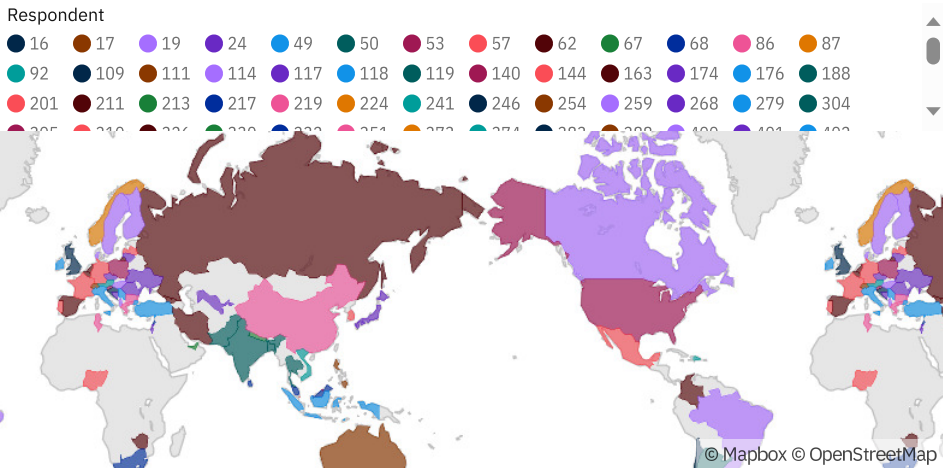 Respondent
16 17 19 24 49 50 53 57 62 67 68 86 87
92 109 111 114 117 118 119 140 144 163 174 176 188
201 211 213 217 219 224 241 246 254 259 268 279 304
© Mapbox © OpenStreetMap